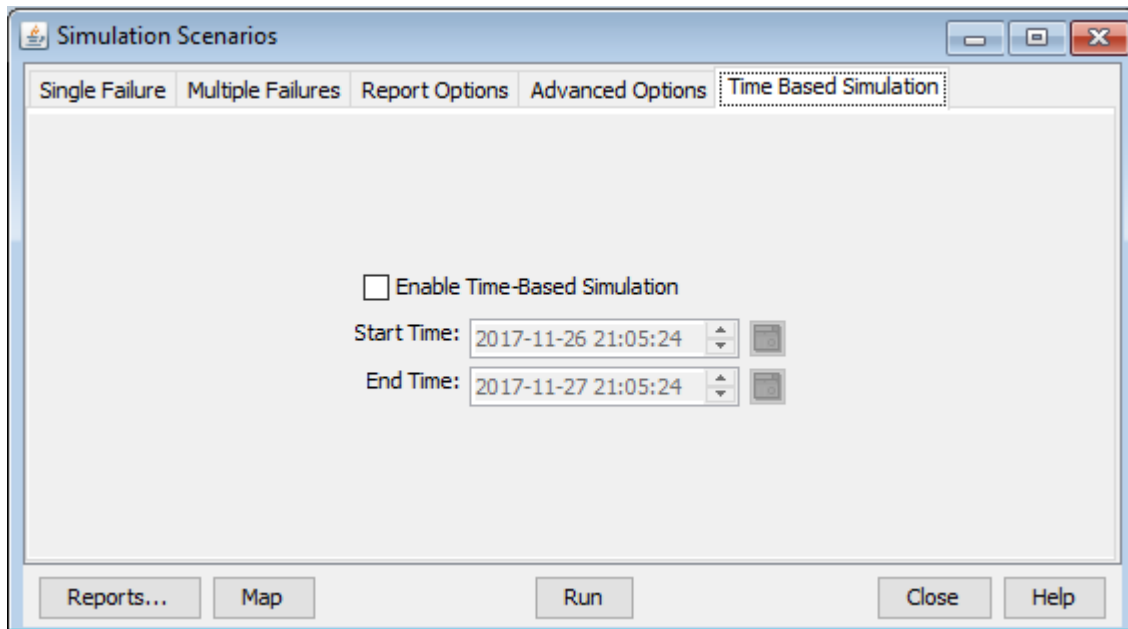 Simulation Scenarios
Single Failure Multiple Failures Report Options Advanced Options Time Based Simulation
Enable Time-Based Simulation
Start Time: 2017-11-26 21:05:24
End Time: 2017-11-27 21:05:24
Reports... Map Run Close Help